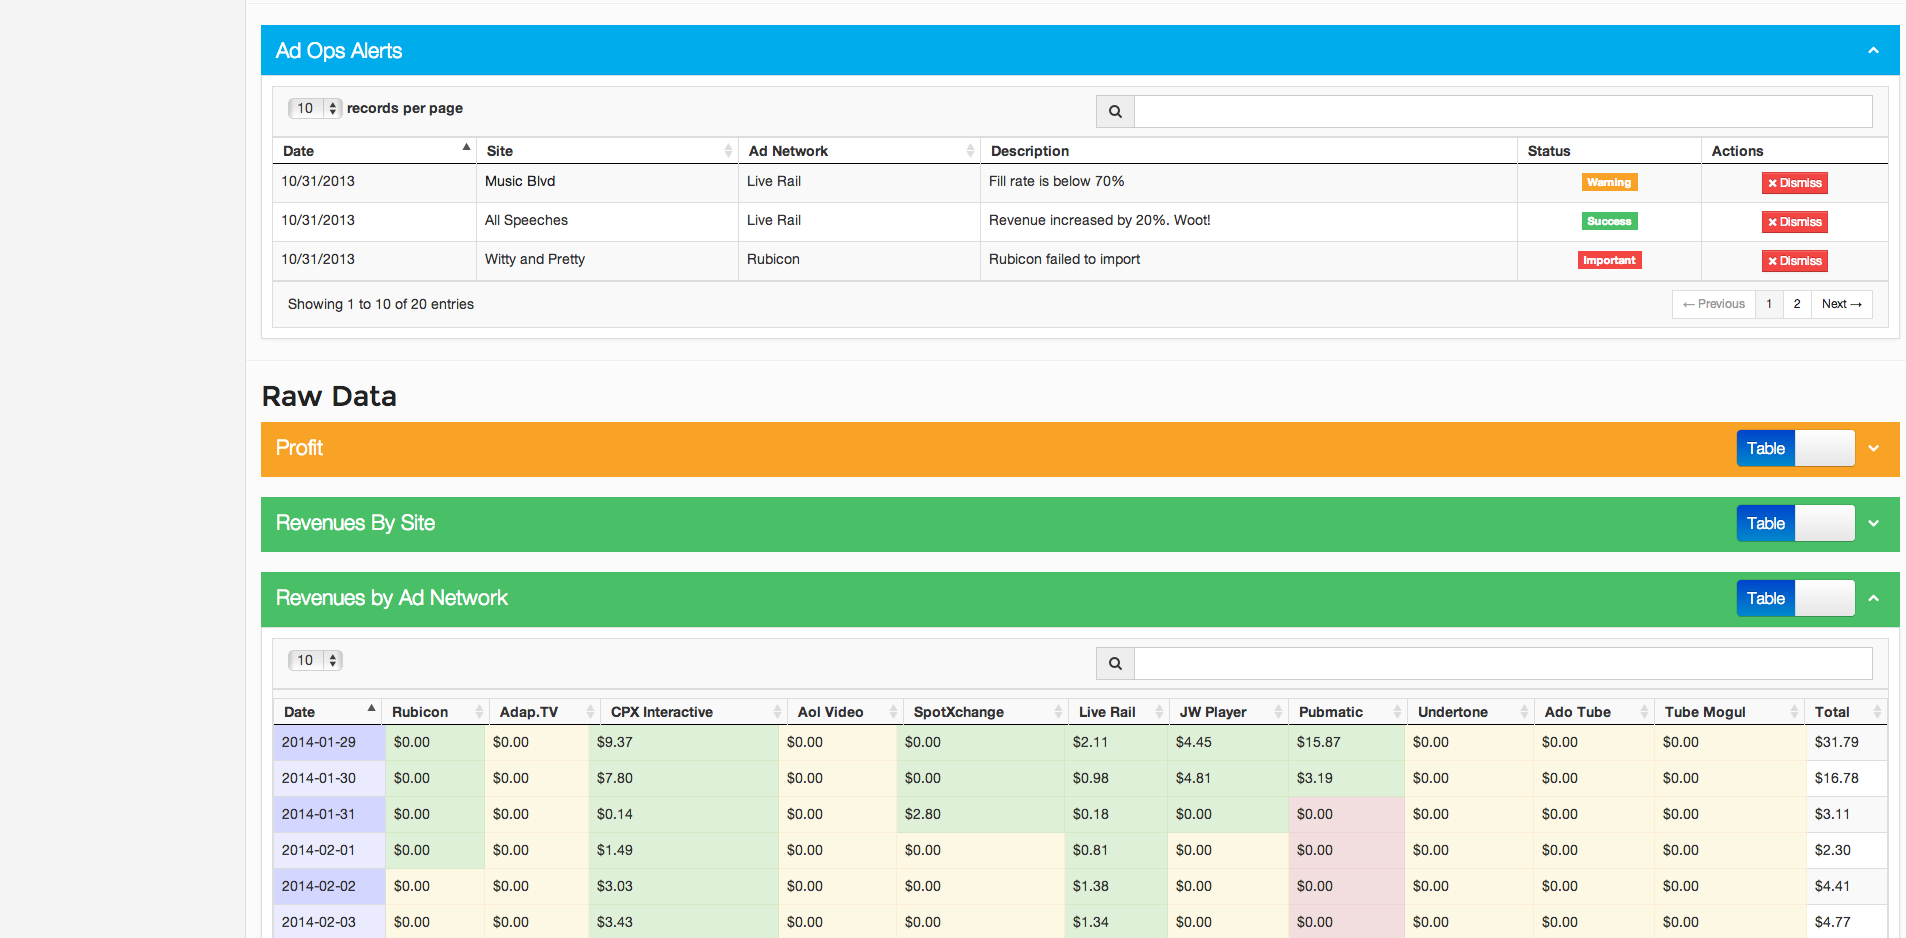 Ad Ops Alerts
10 records per page
Date Site Ad Network Description Status Actions
10/31/2013 Music Blvd Live Rail Fill rate is below 70% Warning × Dismiss
10/31/2013 All Speeches Live Rail Revenue increased by 20%. Woot! Success × Dismiss
10/31/2013 Witty and Pretty Rubicon Rubicon failed to import Important × Dismiss
Showing 1 to 10 of 20 entries ← Previous 1 2 Next →
Raw Data
Profit Table
Revenues By Site Table
Revenues by Ad Network Table
10
Date Rubicon Adap.TV CPX Interactive Aol Video SpotXchange Live Rail JW Player Pubmatic Undertone Ado Tube Tube Mogul Total
2014-01-29 $0.00 $0.00 $9.37 $0.00 $0.00 $2.11 $4.45 $15.87 $0.00 $0.00 $0.00 $31.79
2014-01-30 $0.00 $0.00 $7.80 $0.00 $0.00 $0.98 $4.81 $3.19 $0.00 $0.00 $0.00 $16.78
2014-01-31 $0.00 $0.00 $0.14 $0.00 $2.80 $0.18 $0.00 $0.00 $0.00 $0.00 $0.00 $3.11
2014-02-01 $0.00 $0.00 $1.49 $0.00 $0.00 $0.81 $0.00 $0.00 $0.00 $0.00 $0.00 $2.30
2014-02-02 $0.00 $0.00 $3.03 $0.00 $0.00 $1.38 $0.00 $0.00 $0.00 $0.00 $0.00 $4.41
2014-02-03 $0.00 $0.00 $3.43 $0.00 $0.00 $1.34 $0.00 $0.00 $0.00 $0.00 $0.00 $4.77